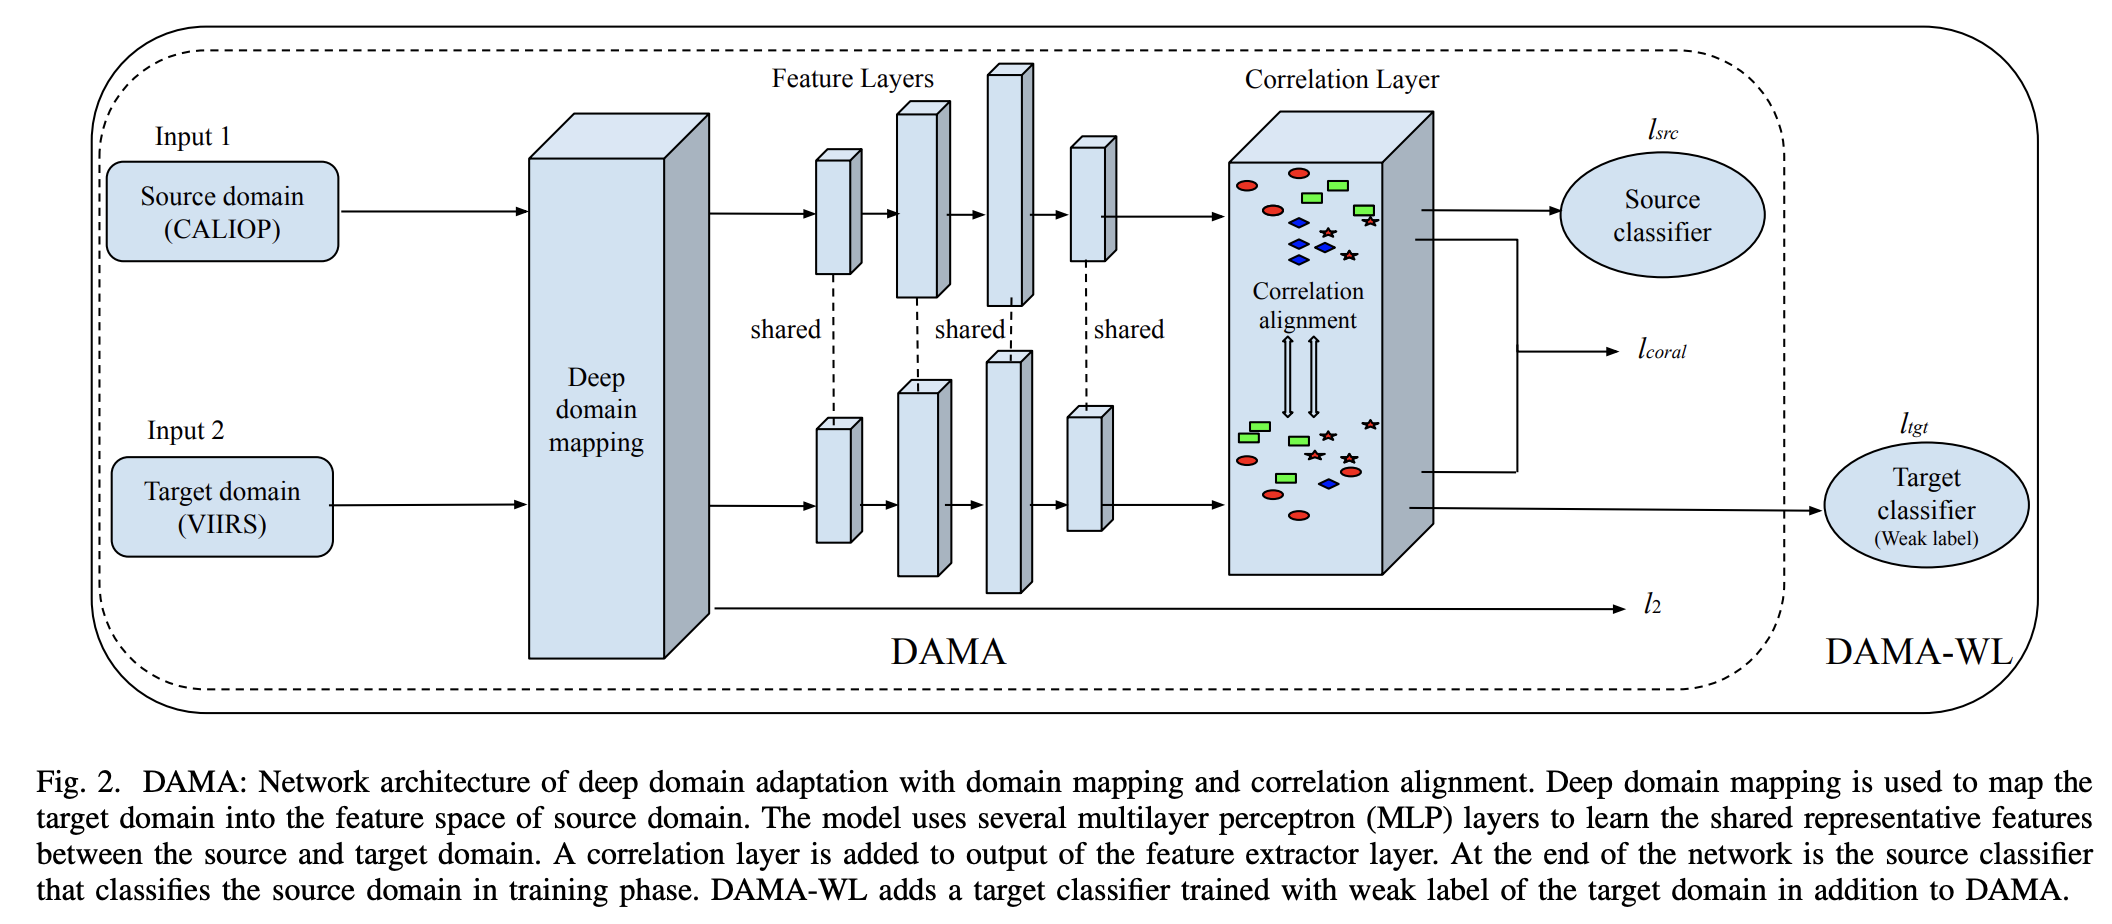 Feature Layers
Correlation Layer
Input 1
Source domain
(CALIOP)
l_src
Source
classifier
shared
shared
shared
Correlation
alignment
l_coral
Deep
domain
mapping
Input 2
Target domain
(VIIRS)
l_tgt
Target
classifier
(Weak label)
l_2
DAMA
DAMA-WL
Fig. 2. DAMA: Network architecture of deep domain adaptation with domain mapping and correlation alignment. Deep domain mapping is used to map the
target domain into the feature space of source domain. The model uses several multilayer perceptron (MLP) layers to learn the shared representative features
between the source and target domain. A correlation layer is added to output of the feature extractor layer. At the end of the network is the source classifier
that classifies the source domain in training phase. DAMA-WL adds a target classifier trained with weak label of the target domain in addition to DAMA.